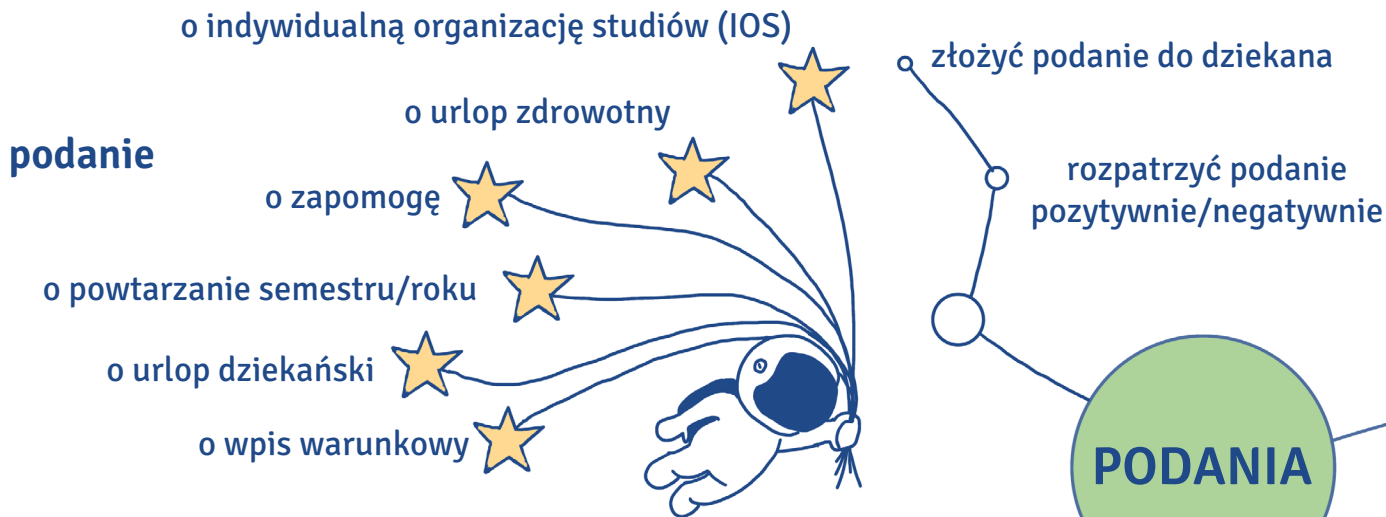 o indywidualną organizację studiów (IOS)
złożyć podanie do dziekana
o urlop zdrowotny
podanie
rozpatrzyć podanie
pozytywnie/negatywnie
o zapomogę
o powtarzanie semestru/roku
o urlop dziekański
o wpis warunkowy
PODANIA